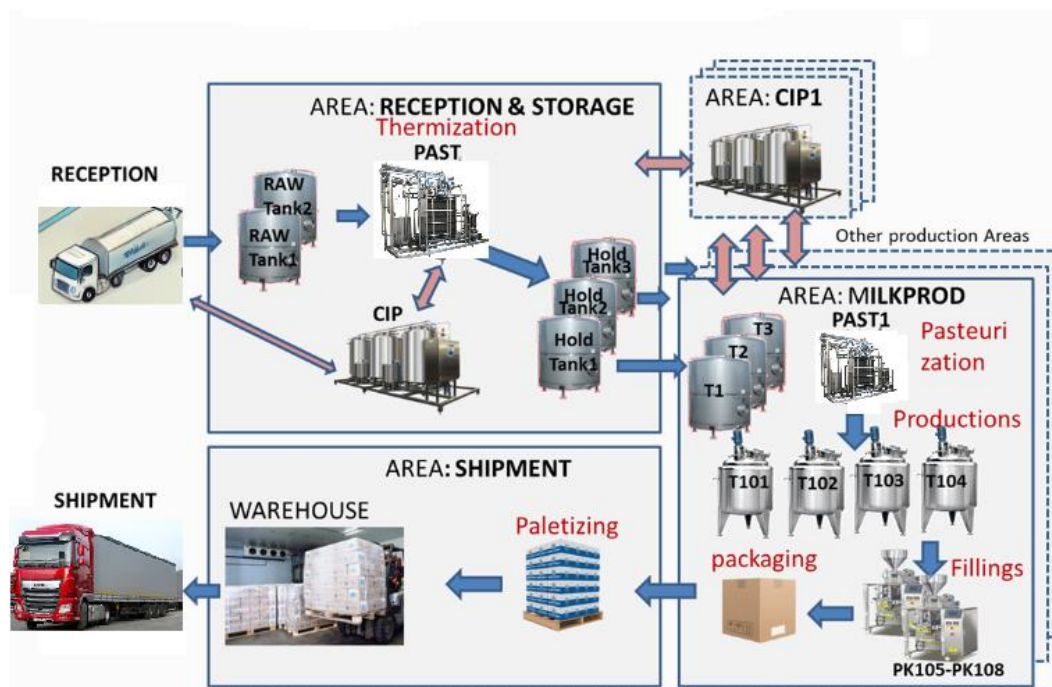 AREA: RECEPTION & STORAGE
Thermization
PAST
RECEPTION
RAW
Tank2
RAW
Tank1
CIP
Hold
Tank3
Hold
Tank2
Hold
Tank1
AREA: CIP1
Other production Areas
AREA: MILKPROD
PAST1
Pasteuri
zation
T3
T2
T1
Productions
T101
T102
T103
T104
Fillings
packaging
PK105-PK108
AREA: SHIPMENT
SHIPMENT
WAREHOUSE
Paletizing